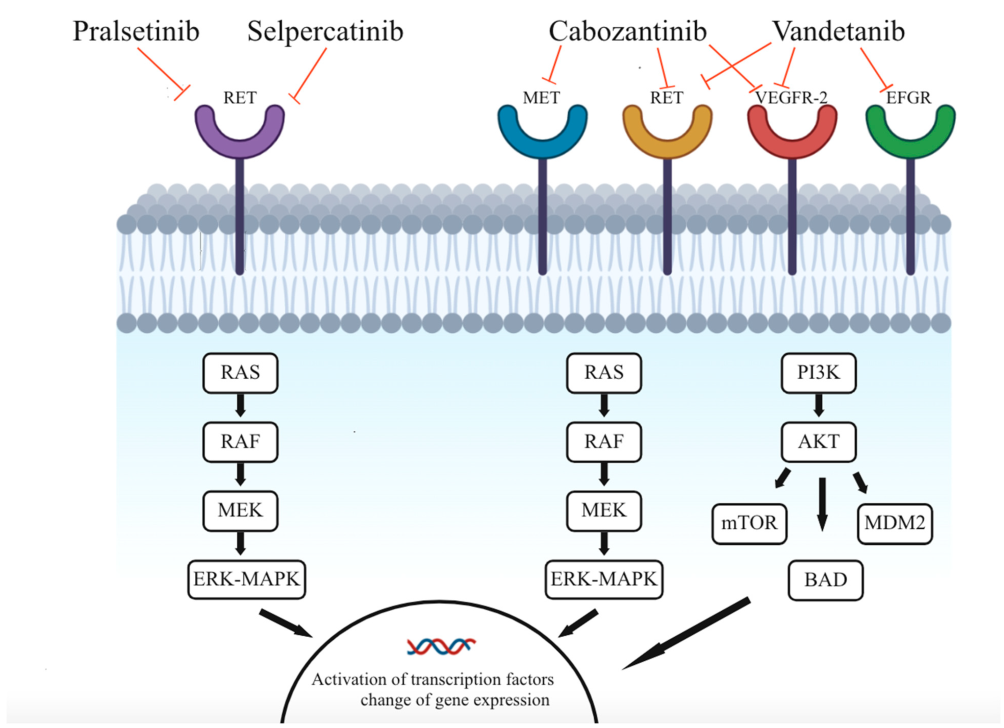 Pralsetinib Selpercatinib Cabozantinib Vandetanib
RET MET RET VEGFR-2 EFGR
RAS RAS PI3K
RAF RAF AKT
MEK MEK mTOR MDM2
ERK-MAPK ERK-MAPK BAD
Activation of transcription factors
change of gene expression